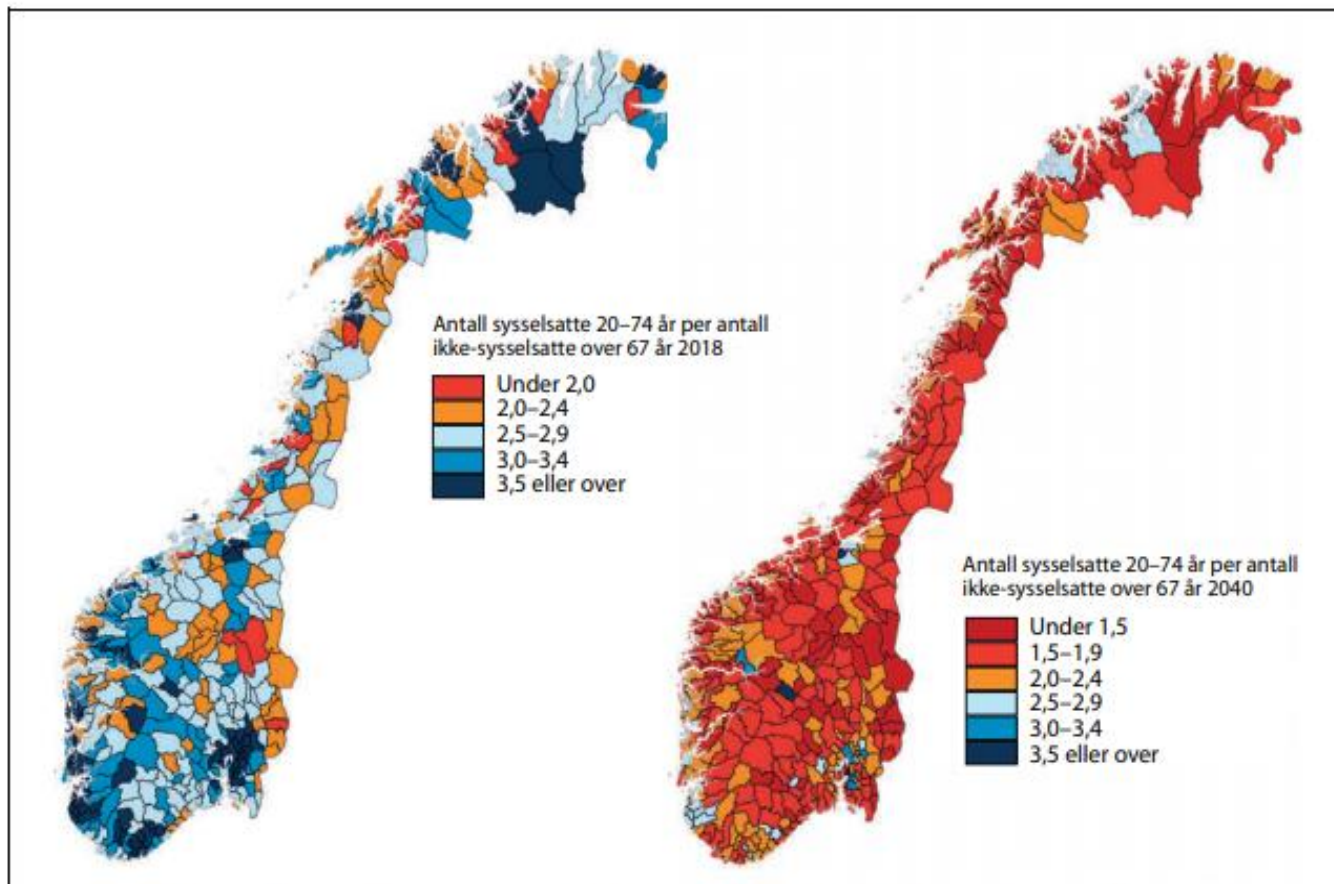 Antall sysselsatte 20–74 år per antall
ikke-sysselsatte over 67 år 2018
Under 2,0
2,0–2,4
2,5–2,9
3,0–3,4
3,5 eller over
Antall sysselsatte 20–74 år per antall
ikke-sysselsatte over 67 år 2040
Under 1,5
1,5–1,9
2,0–2,4
2,5–2,9
3,0–3,4
3,5 eller over